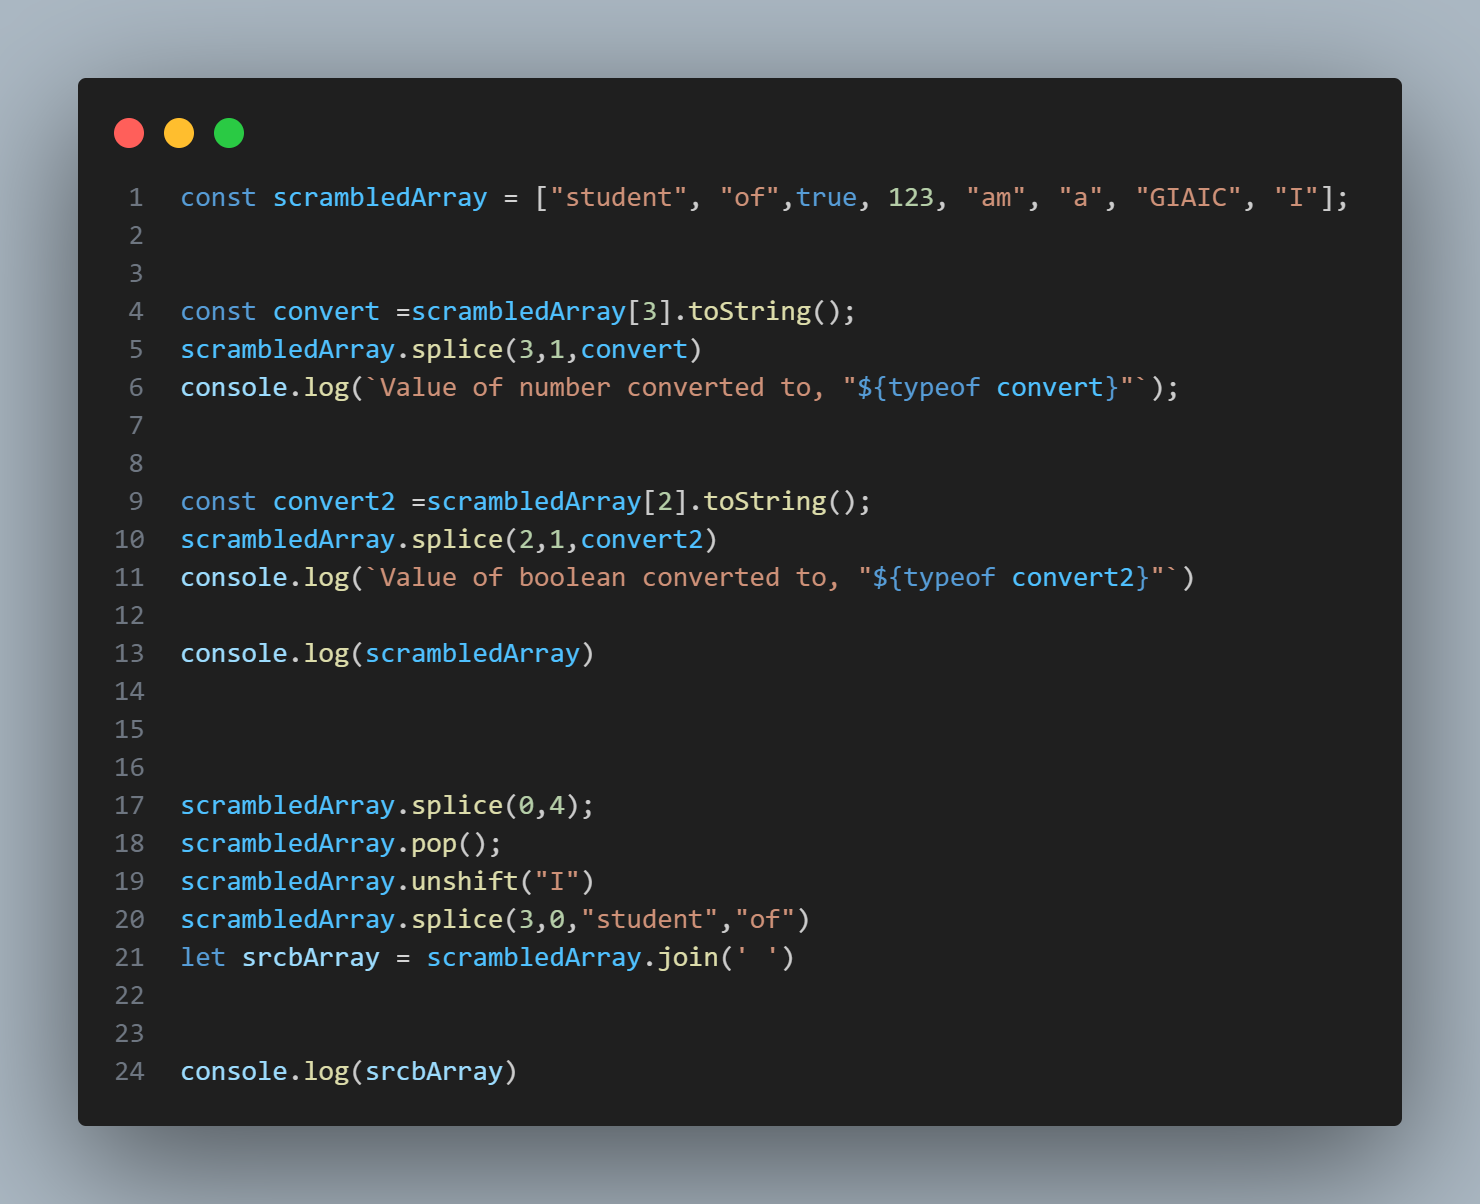 1 const scrambledArray = ["student", "of",true, 123, "am", "a", "GIAIC", "I"];
2
3
4 const convert =scrambledArray[3].toString();
5 scrambledArray.splice(3,1,convert)
6 console.log(`Value of number converted to, "${typeof convert}"`);
7
8
9 const convert2 =scrambledArray[2].toString();
10 scrambledArray.splice(2,1,convert2)
11 console.log(`Value of boolean converted to, "${typeof convert2}"`)
12
13 console.log(scrambledArray)
14
15
16
17 scrambledArray.splice(0,4);
18 scrambledArray.pop();
19 scrambledArray.unshift("I")
20 scrambledArray.splice(3,0,"student","of")
21 let srcbArray = scrambledArray.join(' ')
22
23
24 console.log(srcbArray)